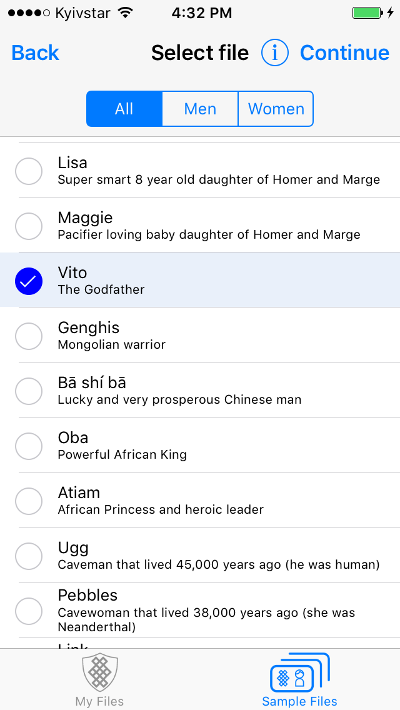 Kyivstar 4:32 PM
Back Select file i Continue
All Men Women
Lisa
Super smart 8 year old daughter of Homer and Marge
Maggie
Pacifier loving baby daughter of Homer and Marge
Vito
The Godfather
Genghis
Mongolian warrior
Bā shí bā
Lucky and very prosperous Chinese man
Oba
Powerful African King
Atiam
African Princess and heroic leader
Ugg
Caveman that lived 45,000 years ago (he was human)
Pebbles
Cavewoman that lived 38,000 years ago (she was
Neanderthal)
My Files Sample Files